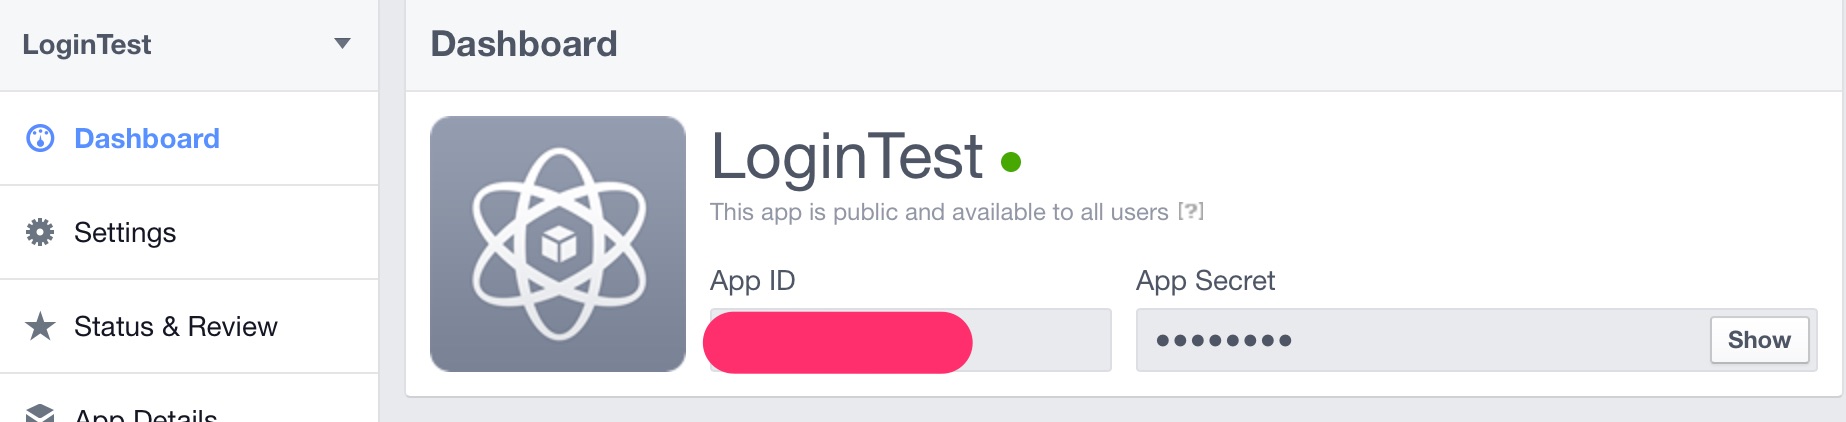 LoginTest
Dashboard
Settings
Status & Review
App Details
Dashboard
LoginTest
This app is public and available to all users [?]
App ID
App Secret
••••••••
Show